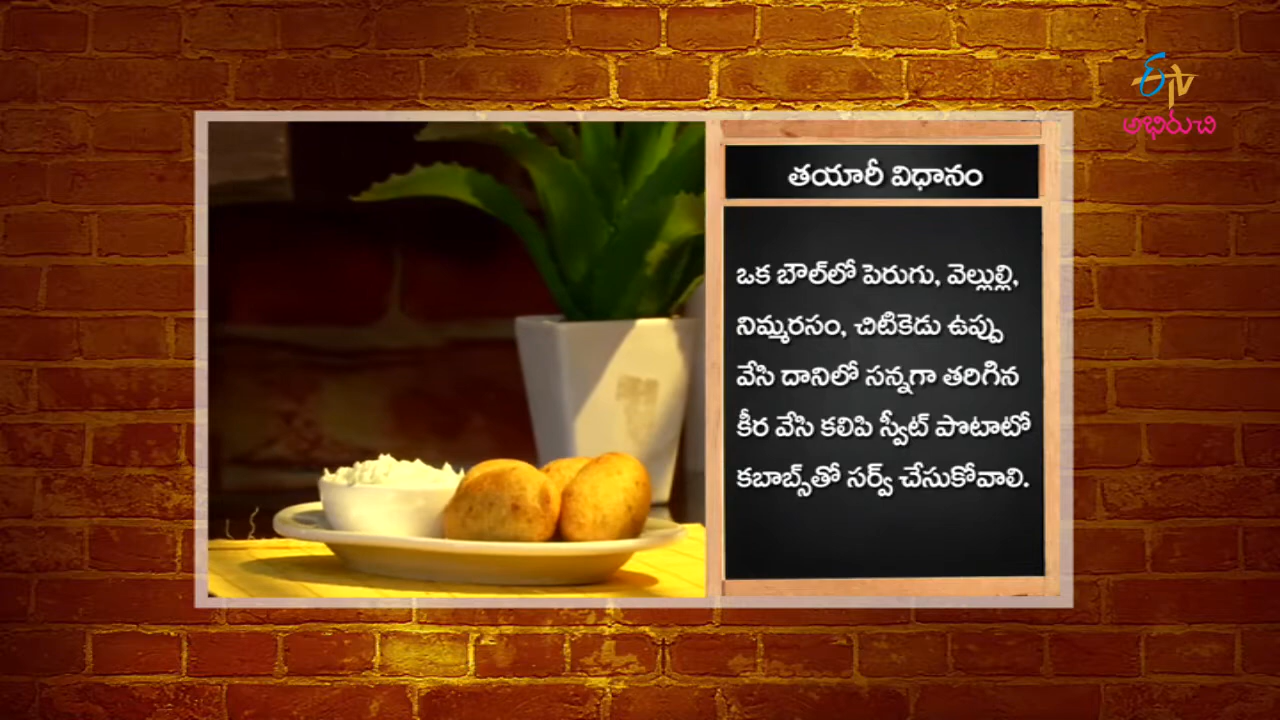 ETV
అభిరుచి
తయారీ విధానం
ఒక బౌల్‌లో పెరుగు, వెల్లుల్లి,
నిమ్మరసం, చిటికెడు ఉప్పు
వేసి దానిలో సన్నగా తరిగిన
కీర వేసి కలిపి స్వీట్ పొటాటో
కబాబ్స్‌తో సర్వ్ చేసుకోవాలి.